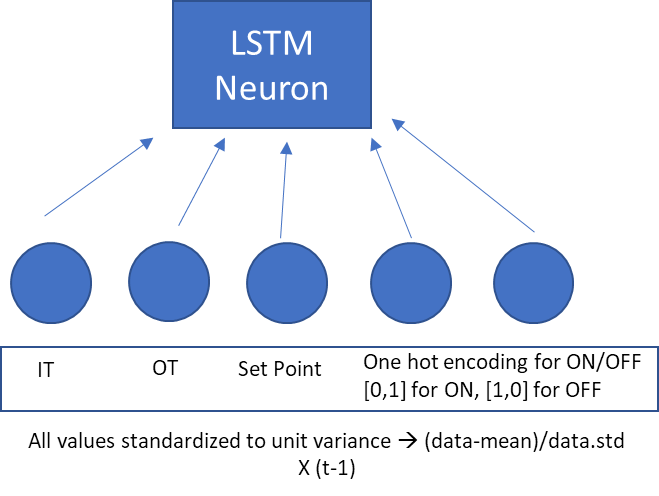 LSTM
Neuron
IT
OT
Set Point
One hot encoding for ON/OFF
[0,1] for ON, [1,0] for OFF
All values standardized to unit variance → (data-mean)/data.std
X (t-1)